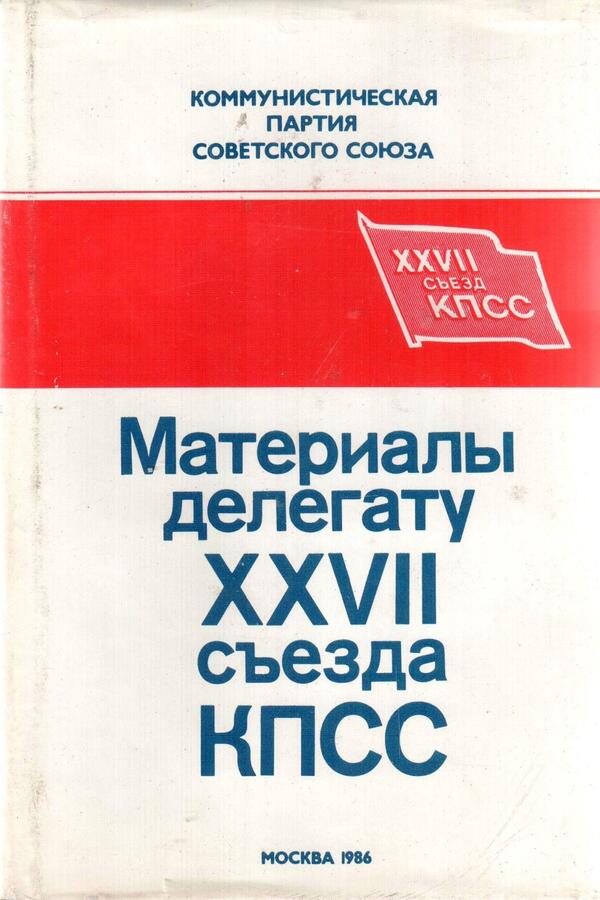 КОММУНИСТИЧЕСКАЯ
ПАРТИЯ
СОВЕТСКОГО СОЮЗА
XXVII
СЪЕЗД
КПСС
Материалы
делегату
XXVII
съезда
КПСС
МОСКВА 1986